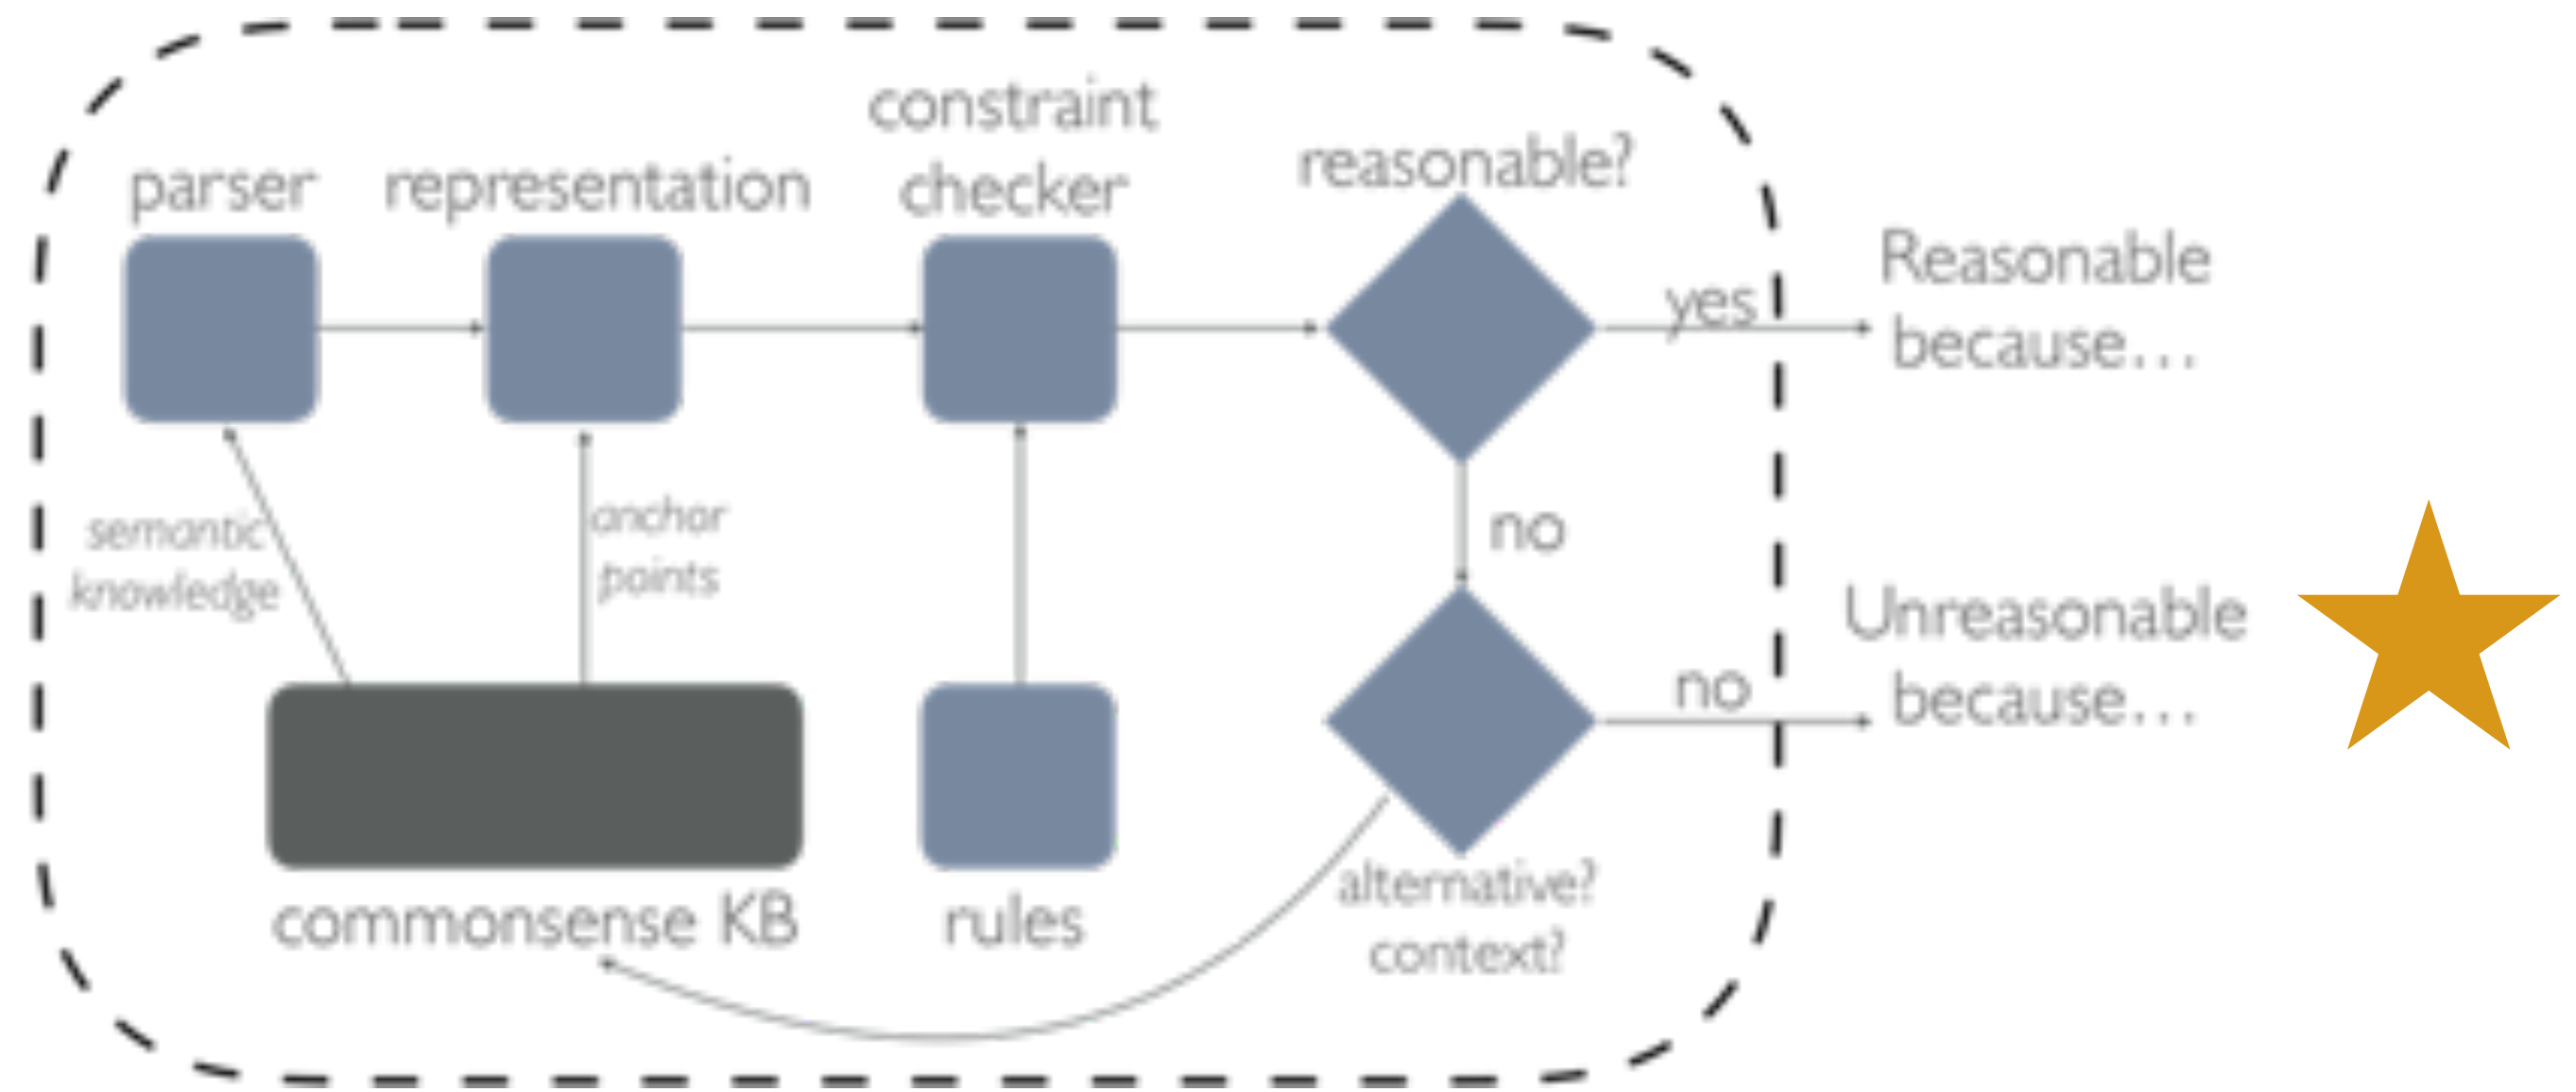 parser
representation
constraint
checker
reasonable?
yes
Reasonable
because...
semantic
knowledge
anchor
points
no
Unreasonable
because...
no
commonsense KB
rules
alternative?
context?